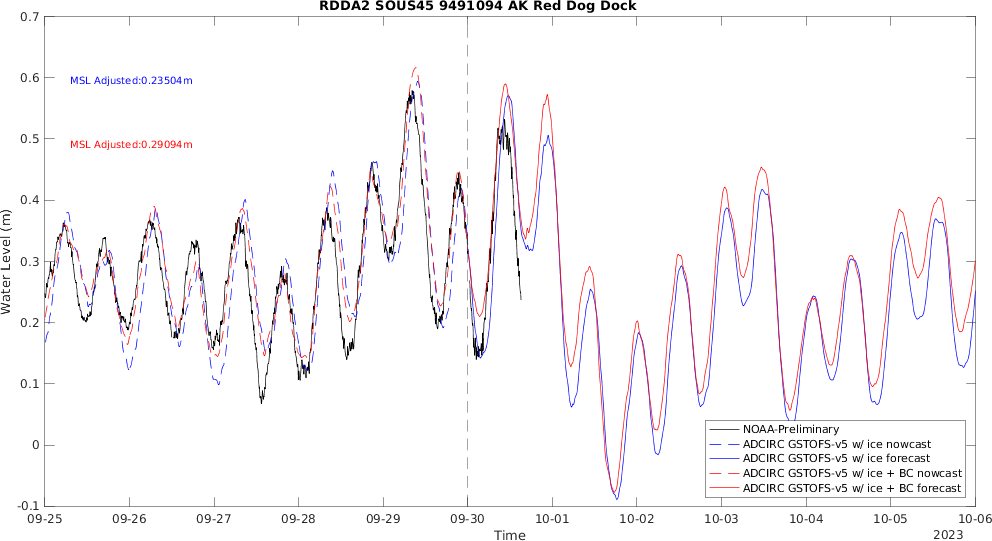 RDDA2 SOUS45 9491094 AK Red Dog Dock
0.7
0.6
0.5
0.4
0.3
0.2
0.1
0
-0.1
Water Level (m)
MSL Adjusted:0.23504m
MSL Adjusted:0.29094m
NOAA-Preliminary
ADCIRC GSTOFS-v5 w/ ice nowcast
ADCIRC GSTOFS-v5 w/ ice forecast
ADCIRC GSTOFS-v5 w/ ice + BC nowcast
ADCIRC GSTOFS-v5 w/ ice + BC forecast
09-25 09-26 09-27 09-28 09-29 09-30 10-01 10-02 10-03 10-04 10-05 10-06
Time
2023